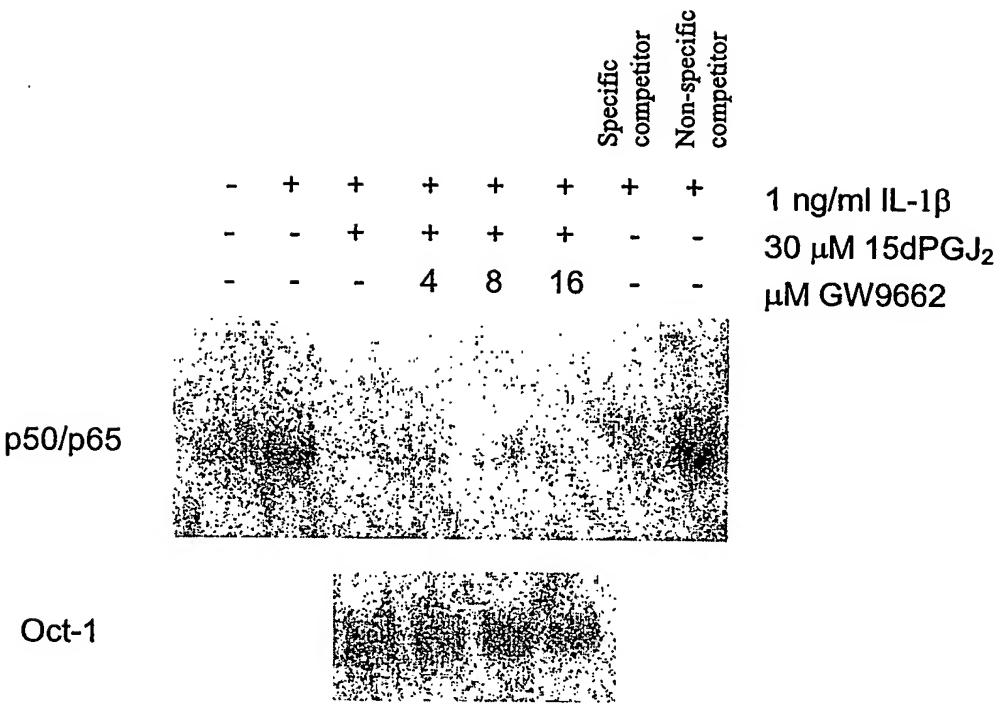 Specific competitor
Non-specific competitor
- + + + + + + + 1 ng/ml IL-1β
- - + + + + - - 30 μM 15dPGJ₂
- - - 4 8 16 - - μM GW9662
p50/p65
Oct-1